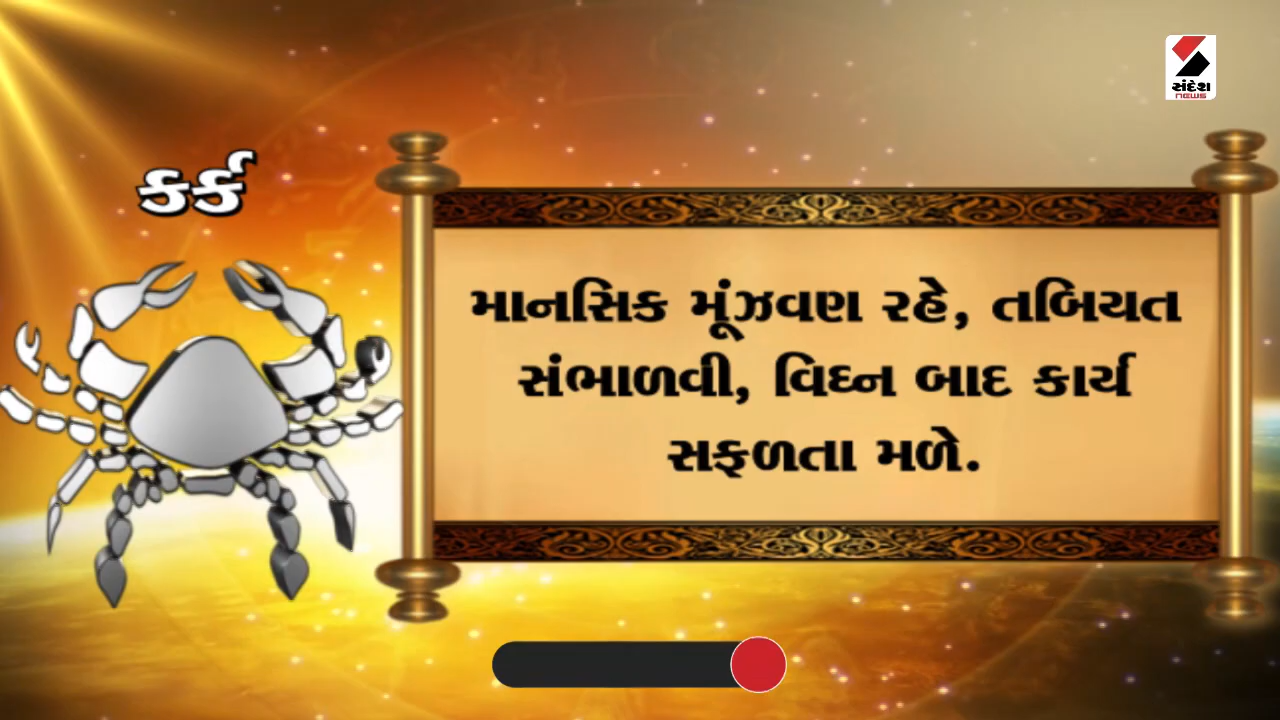 સંદેશ
NEWS
કર્ક
માનસિક મૂંઝવણ રહે, તબિયત
સંભાળવી, વિઘ્ન બાદ કાર્ય
સફળતા મળે.